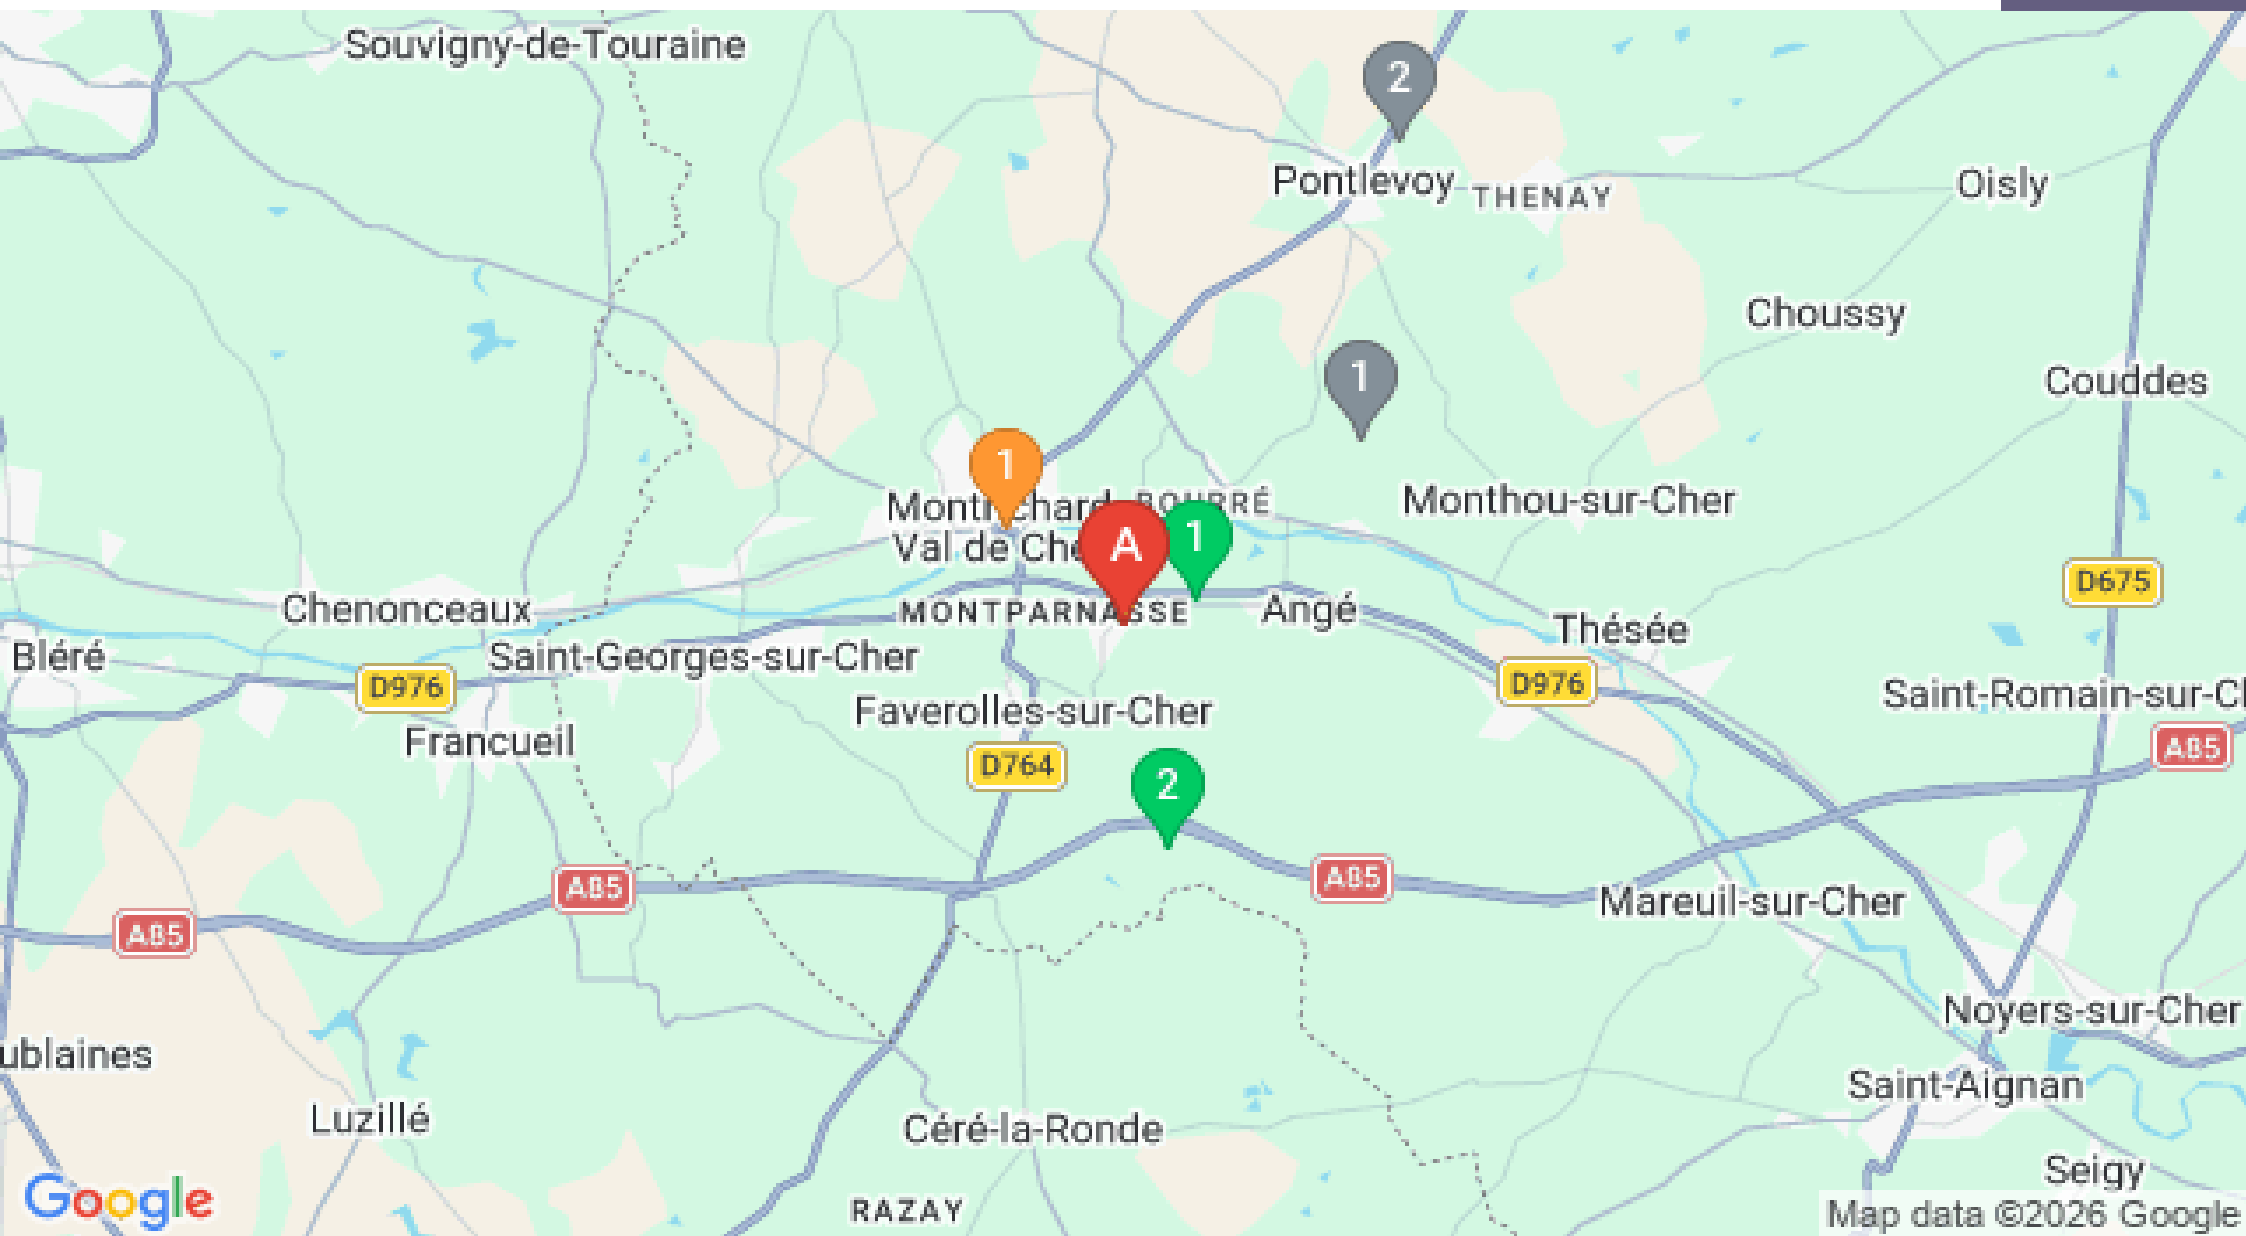 Souvigny-de-Touraine
2
Pontlevoy
THENAY
Oisly
Choussy
1
Couddes
1
Montrichard
BOURRÉ
Monthou-sur-Cher
Val de Che
A
1
D675
Chenonceaux
MONTPARNASSE
Angé
Thésée
Bléré
Saint-Georges-sur-Cher
D976
D976
Saint-Romain-sur-Cl
Faverolles-sur-Cher
Francueil
A85
D764
2
A85
A85
Mareuil-sur-Cher
A85
Noyers-sur-Cher
ublaines
Saint-Aignan
Luzillé
Céré-la-Ronde
Seigy
Google
RAZAY
Map data ©2026 Google